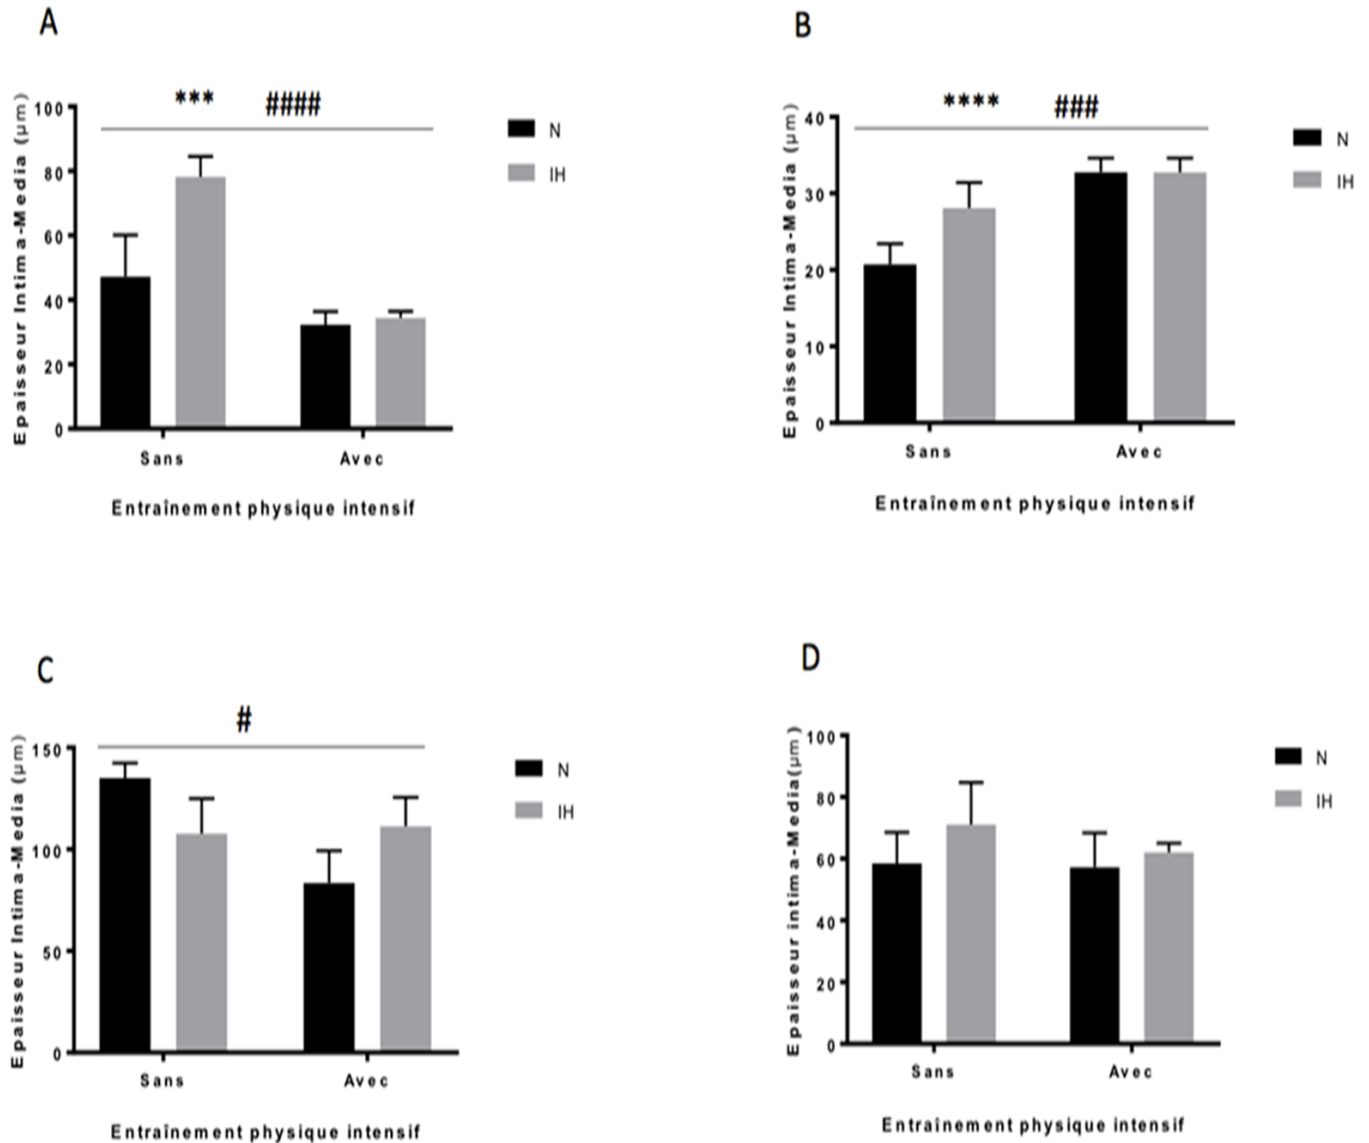 A
*** ####
Epaisseur Intima-Media (µm)
100
80
60
40
20
0
Sans Avec
Entraînement physique intensif
N
IH
B
**** ###
Epaisseur Intima-Media (µm)
40
30
20
10
0
Sans Avec
Entraînement physique intensif
N
IH
C
#
Epaisseur Intima-Media (µm)
150
100
50
0
Sans Avec
Entraînement physique intensif
N
IH
D
Epaisseur intima-Media(µm)
100
80
60
40
20
0
Sans Avec
Entraînement physique intensif
N
IH